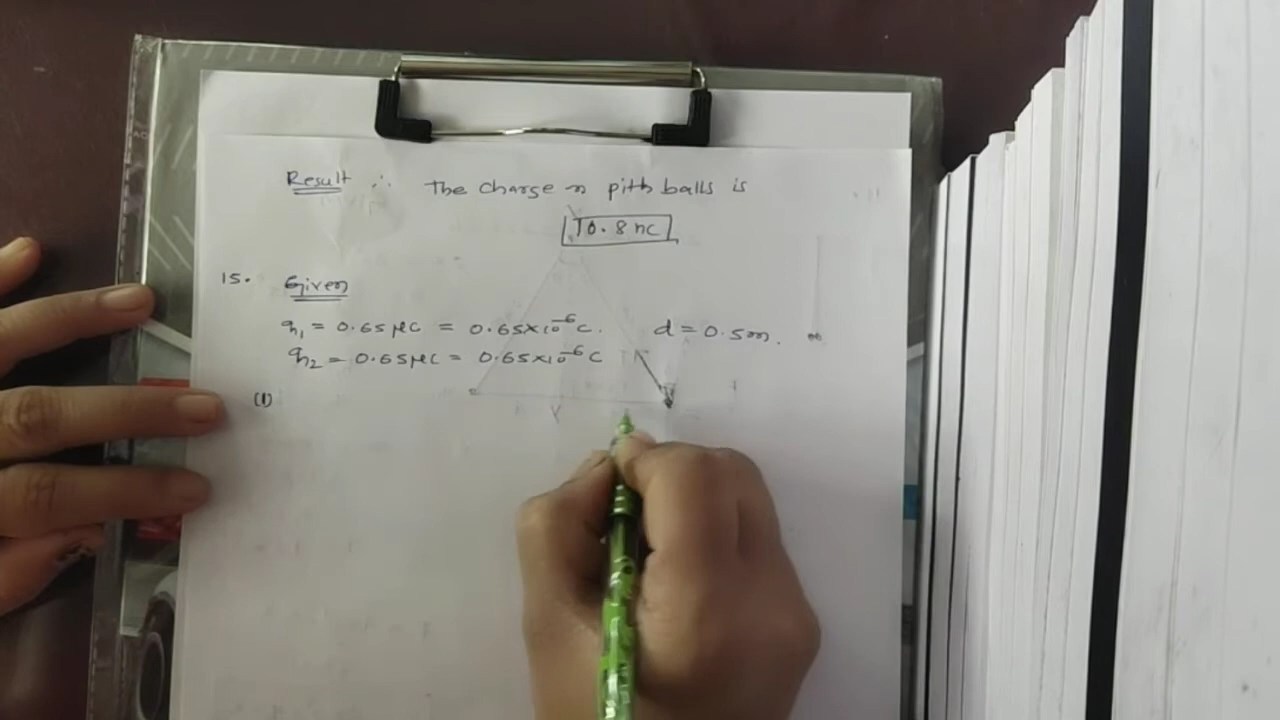 Result ∴ The charge n pith balls is
10.8 nC
15. Given
q₁ = 0.65 μC = 0.65×10⁻⁶ C. d = 0.5m.
q₂ = 0.65 μC = 0.65×10⁻⁶ C
(1)